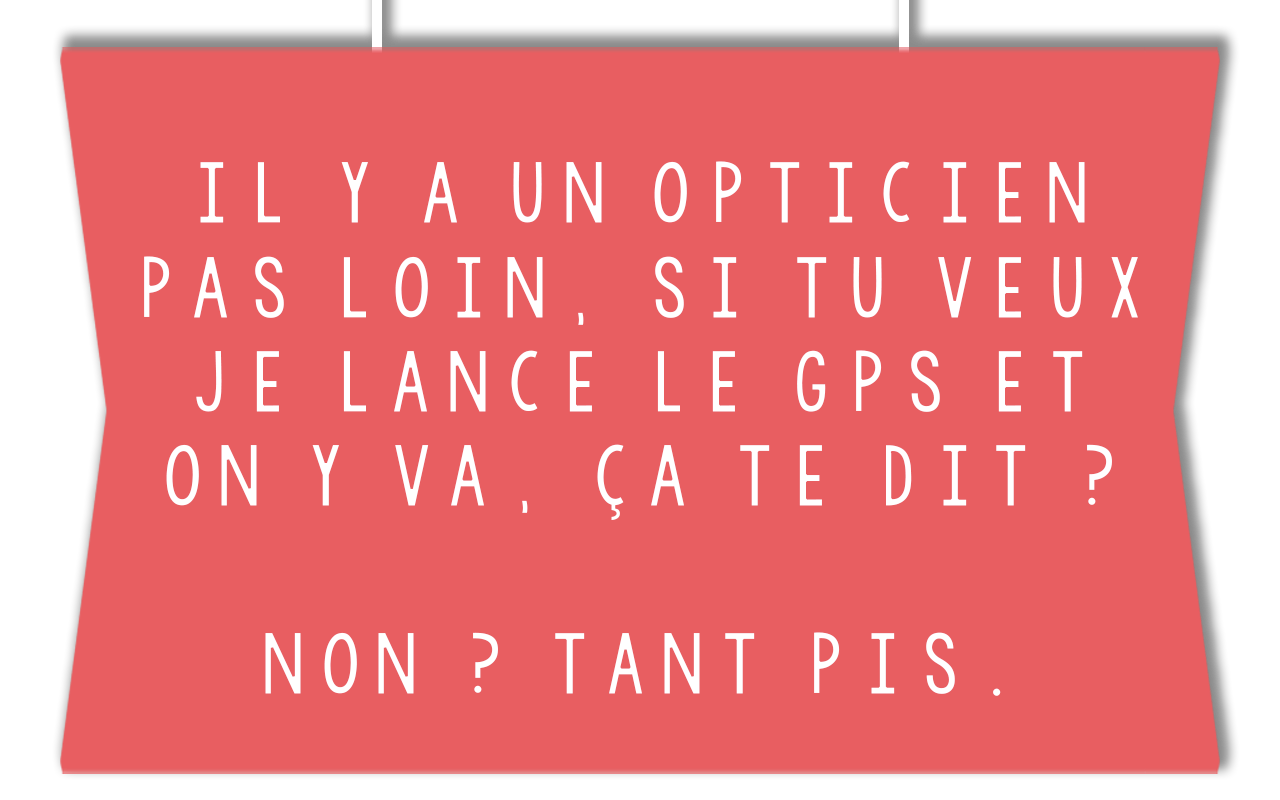 IL Y A UN OPTICIEN
PAS LOIN, SI TU VEUX
JE LANCE LE GPS ET
ON Y VA, ÇA TE DIT ?
NON ? TANT PIS.